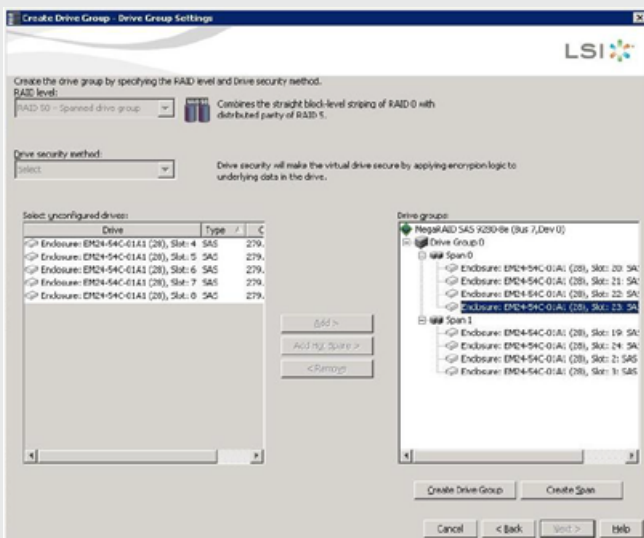 Create Drive Group - Drive Group Settings
LSI
Create the drive group by specifying the RAID level and Drive security method.
RAID level:
RAID 50 - Spanned drive group
Combines the straight block-level striping of RAID 0 with
distributed parity of RAID 5.
Drive security method:
Select
Drive security will make the virtual drive secure by applying encryption logic to
underlying data in the drive.
Select unconfigured drives:
Drive Type C
Enclosure: EM24-54C-01A1 (28), Slot: 4 SAS 279.
Enclosure: EM24-54C-01A1 (28), Slot: 5 SAS 279.
Enclosure: EM24-54C-01A1 (28), Slot: 6 SAS 279.
Enclosure: EM24-54C-01A1 (28), Slot: 7 SAS 279.
Enclosure: EM24-54C-01A1 (28), Slot: 8 SAS 279.
Add >
Add Hot Spare >
< Remove
Drive groups:
MegaRAID SAS 9280-8e (Bus 7,Dev 0)
Drive Group 0
Span 0
Enclosure: EM24-54C-01A1 (28), Slot: 20: SAS
Enclosure: EM24-54C-01A1 (28), Slot: 21: SAS
Enclosure: EM24-54C-01A1 (28), Slot: 22: SAS
Enclosure: EM24-54C-01A1 (28), Slot: 23: SAS
Span 1
Enclosure: EM24-54C-01A1 (28), Slot: 19: SAS
Enclosure: EM24-54C-01A1 (28), Slot: 24: SAS
Enclosure: EM24-54C-01A1 (28), Slot: 2: SAS
Enclosure: EM24-54C-01A1 (28), Slot: 3: SAS
Create Drive Group
Create Span
Cancel
< Back
Next >
Help